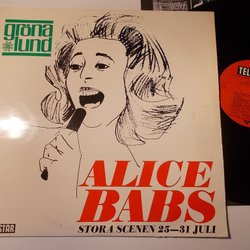 gröna
lund
ALICE
BABS
STORA SCENEN 25—31 JULI
STAR
TEL